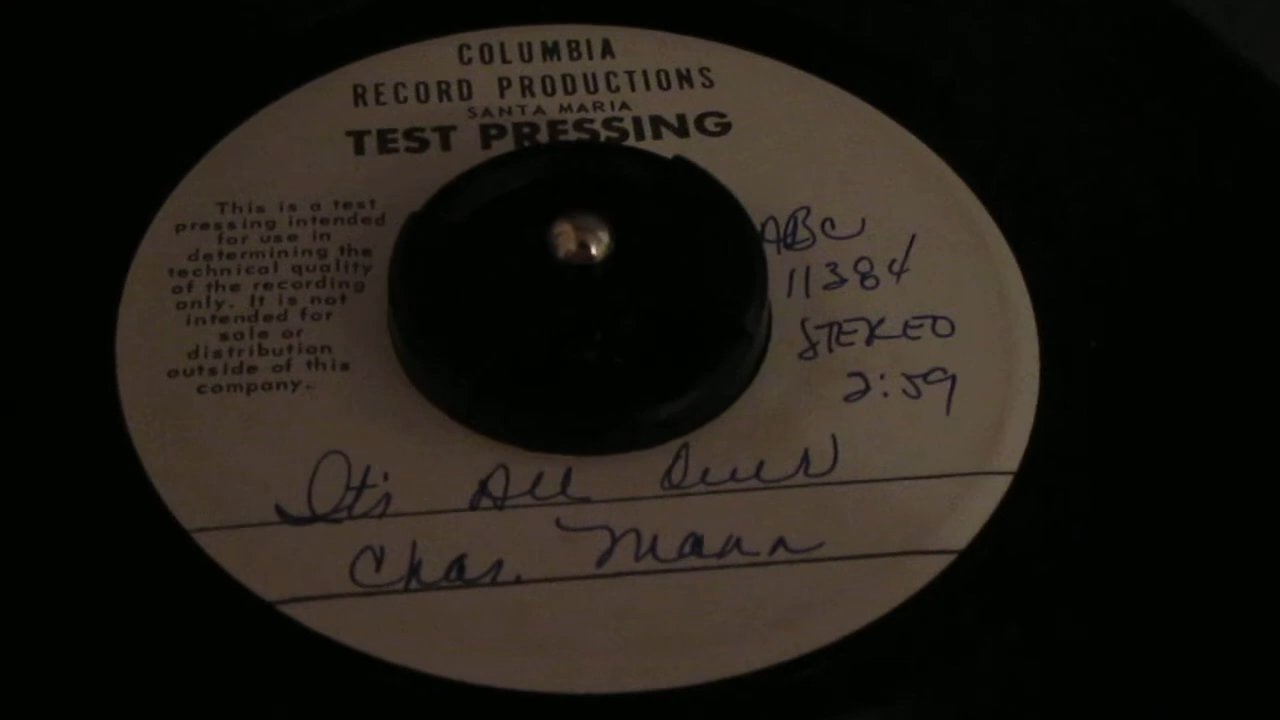 COLUMBIA
RECORD PRODUCTIONS
SANTA MARIA
TEST PRESSING
This is a test
pressing intended
for use in
determining the
technical quality
of the recording
only. It is not
intended for
sale or
distribution
outside of this
company.
ABC
11384
STEREO
2:59
It's All Over
Chas. Mann